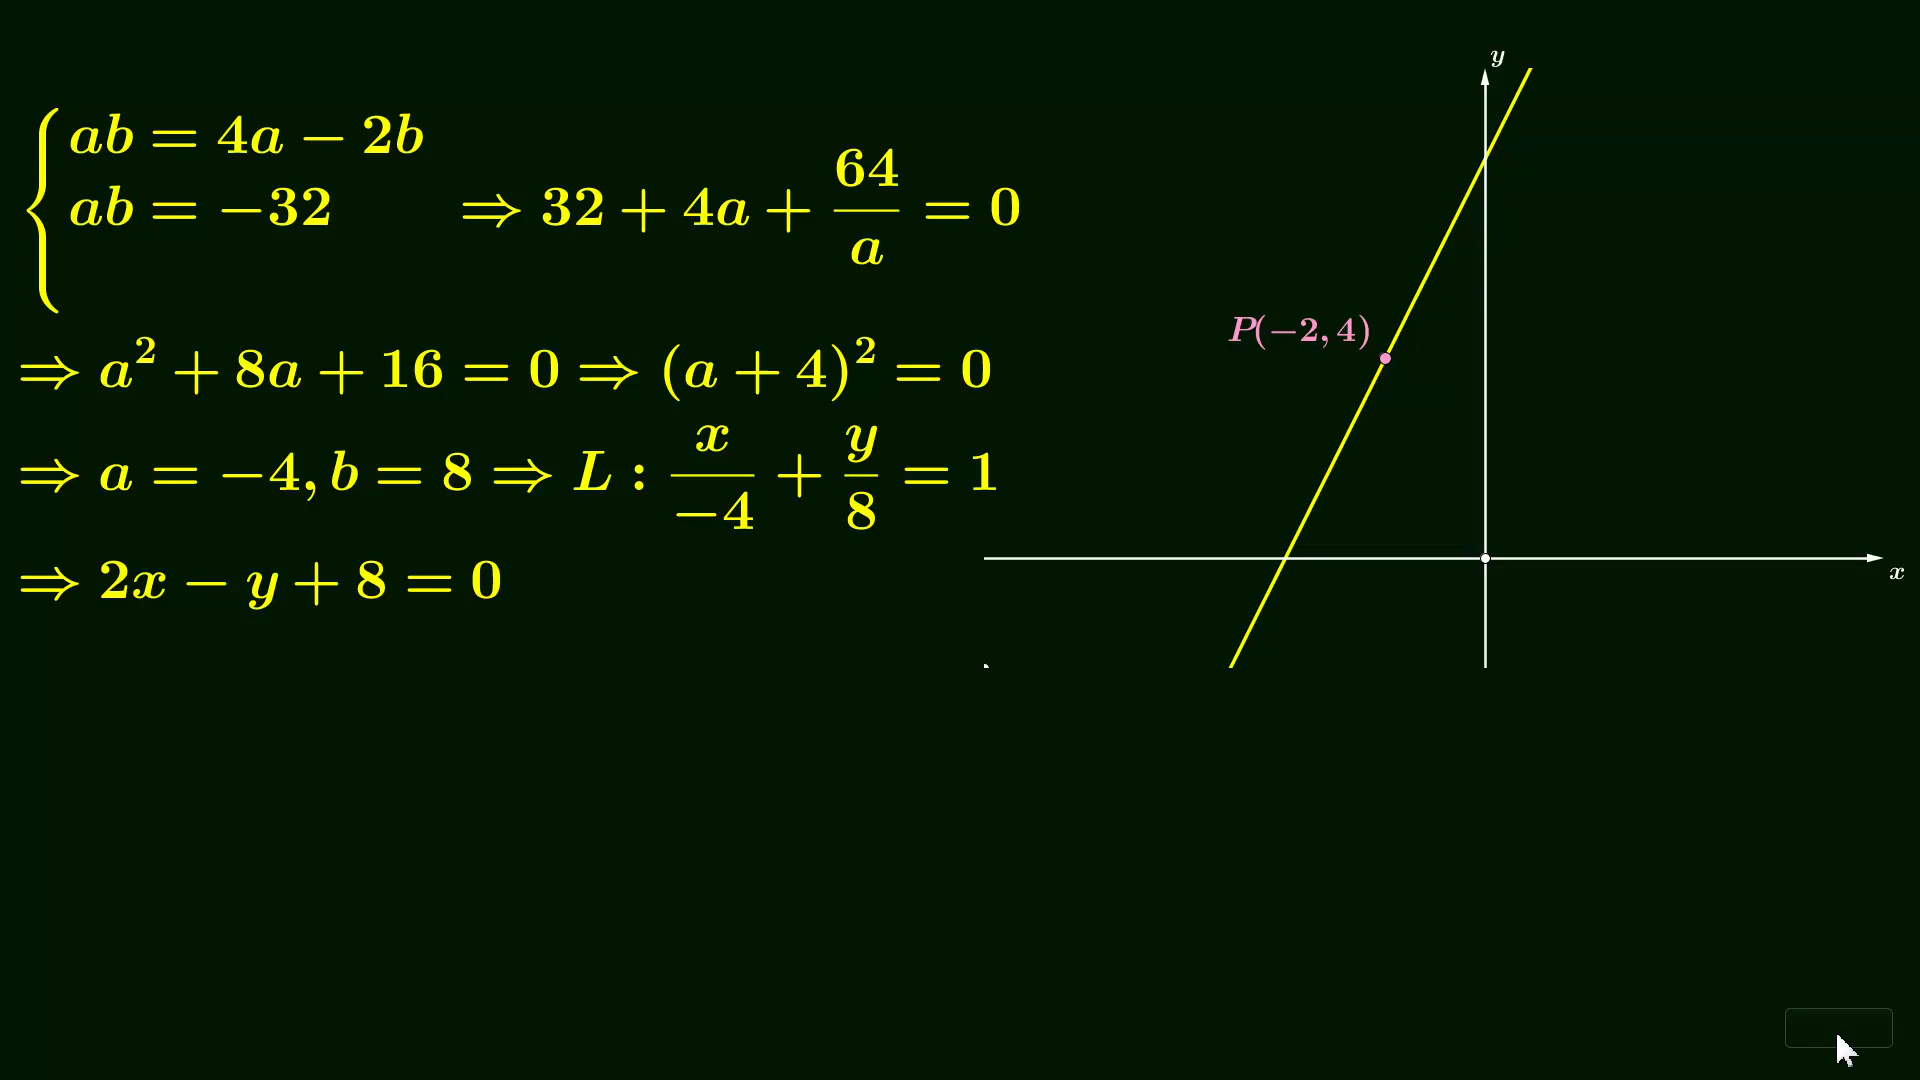 ab = 4a − 2b
ab = −32 ⇒ 32 + 4a + 64/a = 0
⇒ a² + 8a + 16 = 0 ⇒ (a + 4)² = 0
⇒ a = −4, b = 8 ⇒ L : x/−4 + y/8 = 1
⇒ 2x − y + 8 = 0
y
P(−2, 4)
x